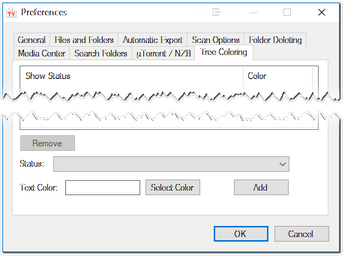 Preferences
General Files and Folders Automatic Export Scan Options Folder Deleting
Media Center Search Folders µTorrent / NZB Tree Coloring
Show Status Color
Remove
Status:
Text Color: Select Color Add
OK Cancel